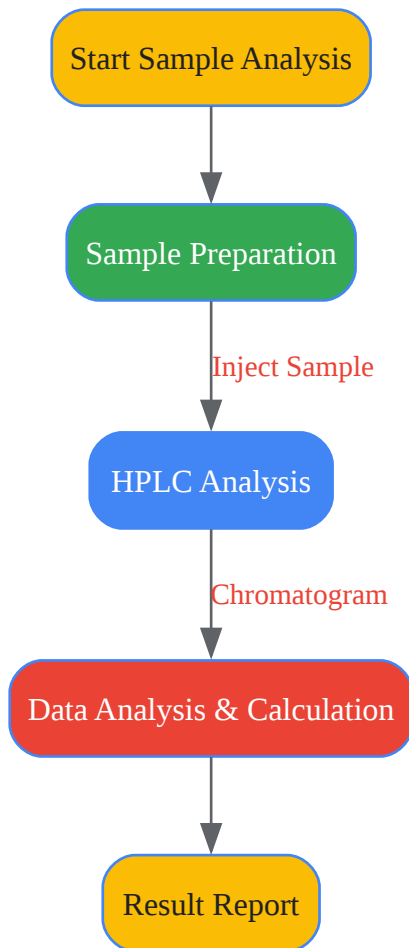 Start Sample Analysis
Sample Preparation
Inject Sample
HPLC Analysis
Chromatogram
Data Analysis & Calculation
Result Report